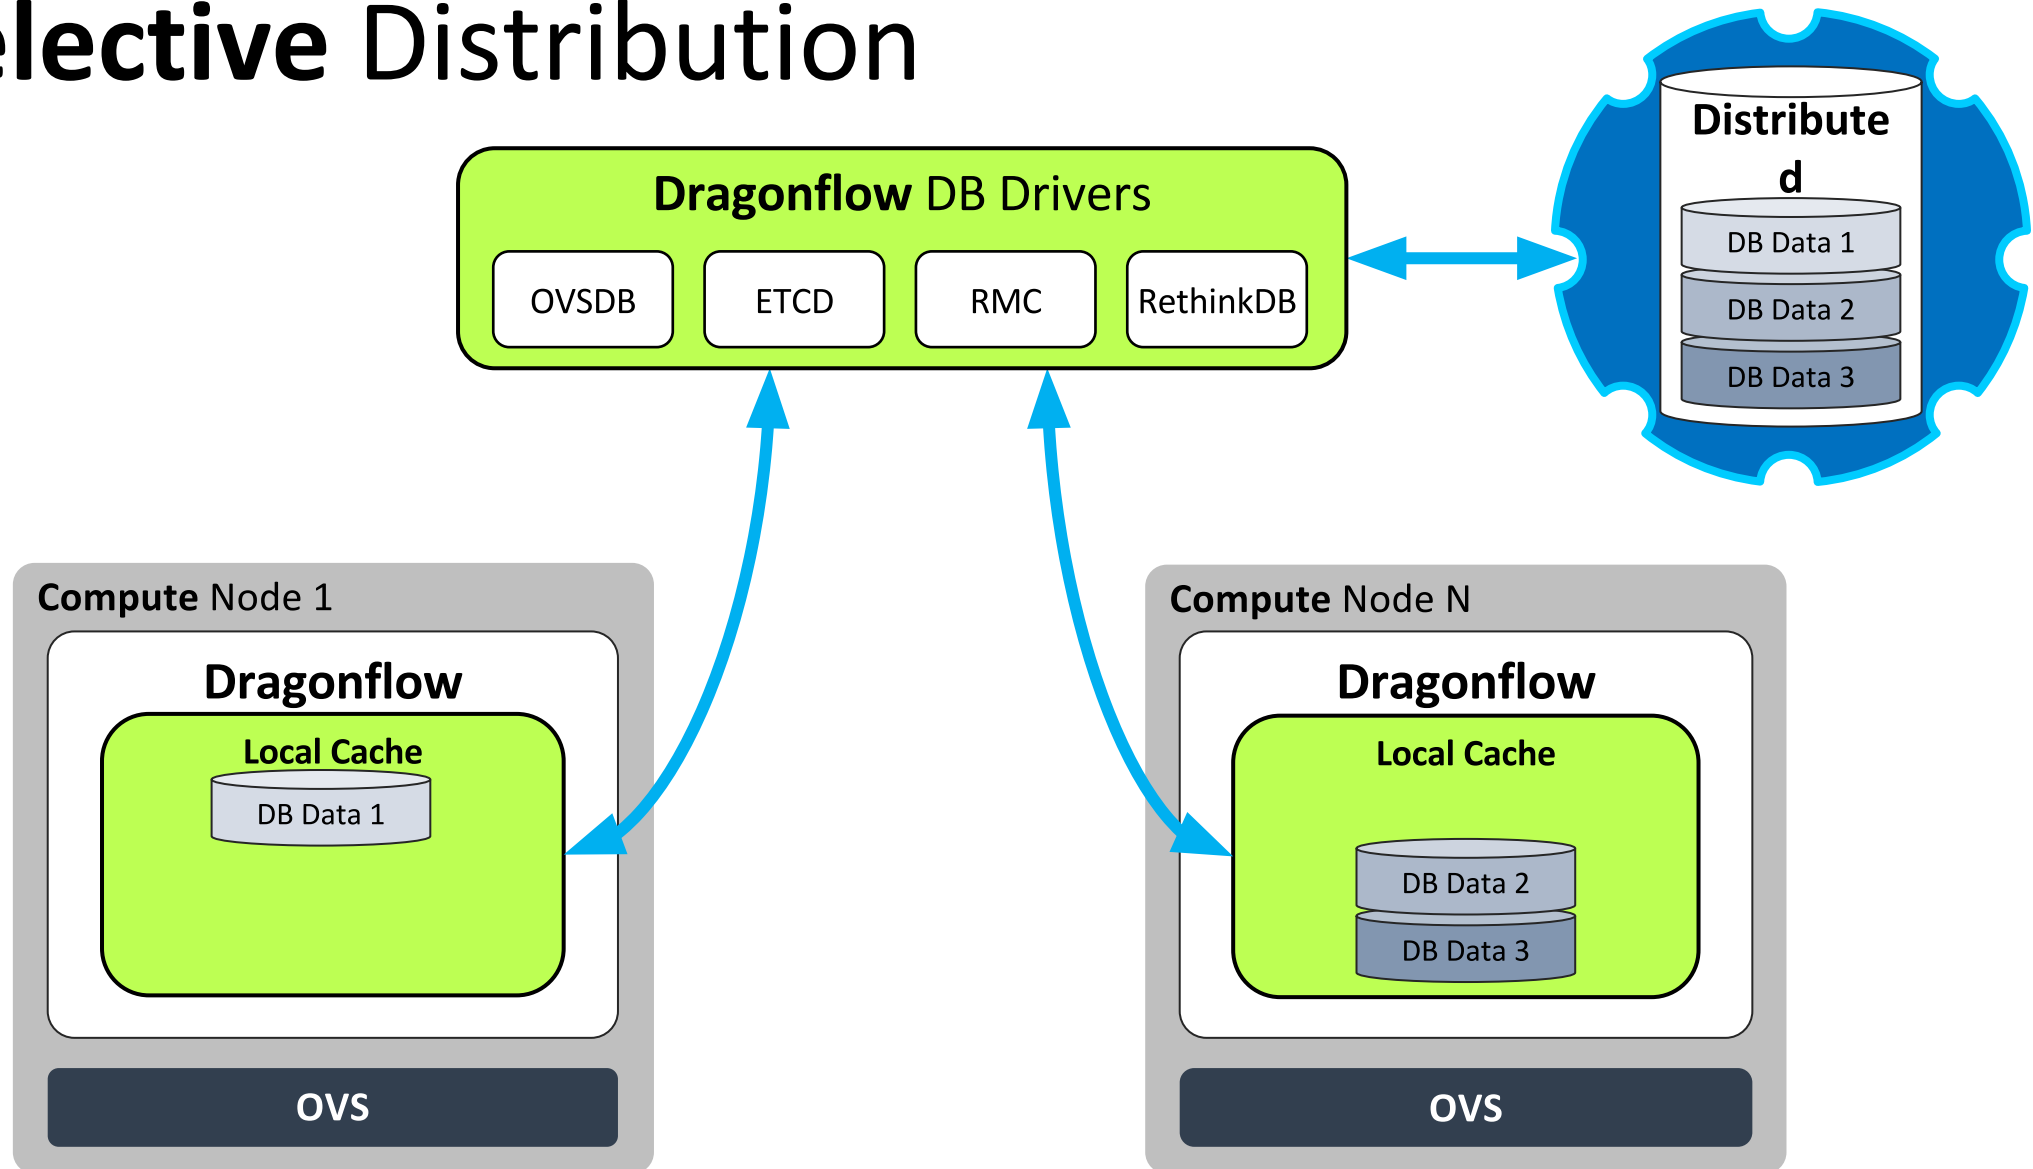 elective Distribution
Distribute
d
DB Data 1
DB Data 2
DB Data 3
Dragonflow DB Drivers
OVSDB
ETCD
RMC
RethinkDB
Compute Node 1
Dragonflow
Local Cache
DB Data 1
OVS
Compute Node N
Dragonflow
Local Cache
DB Data 2
DB Data 3
OVS